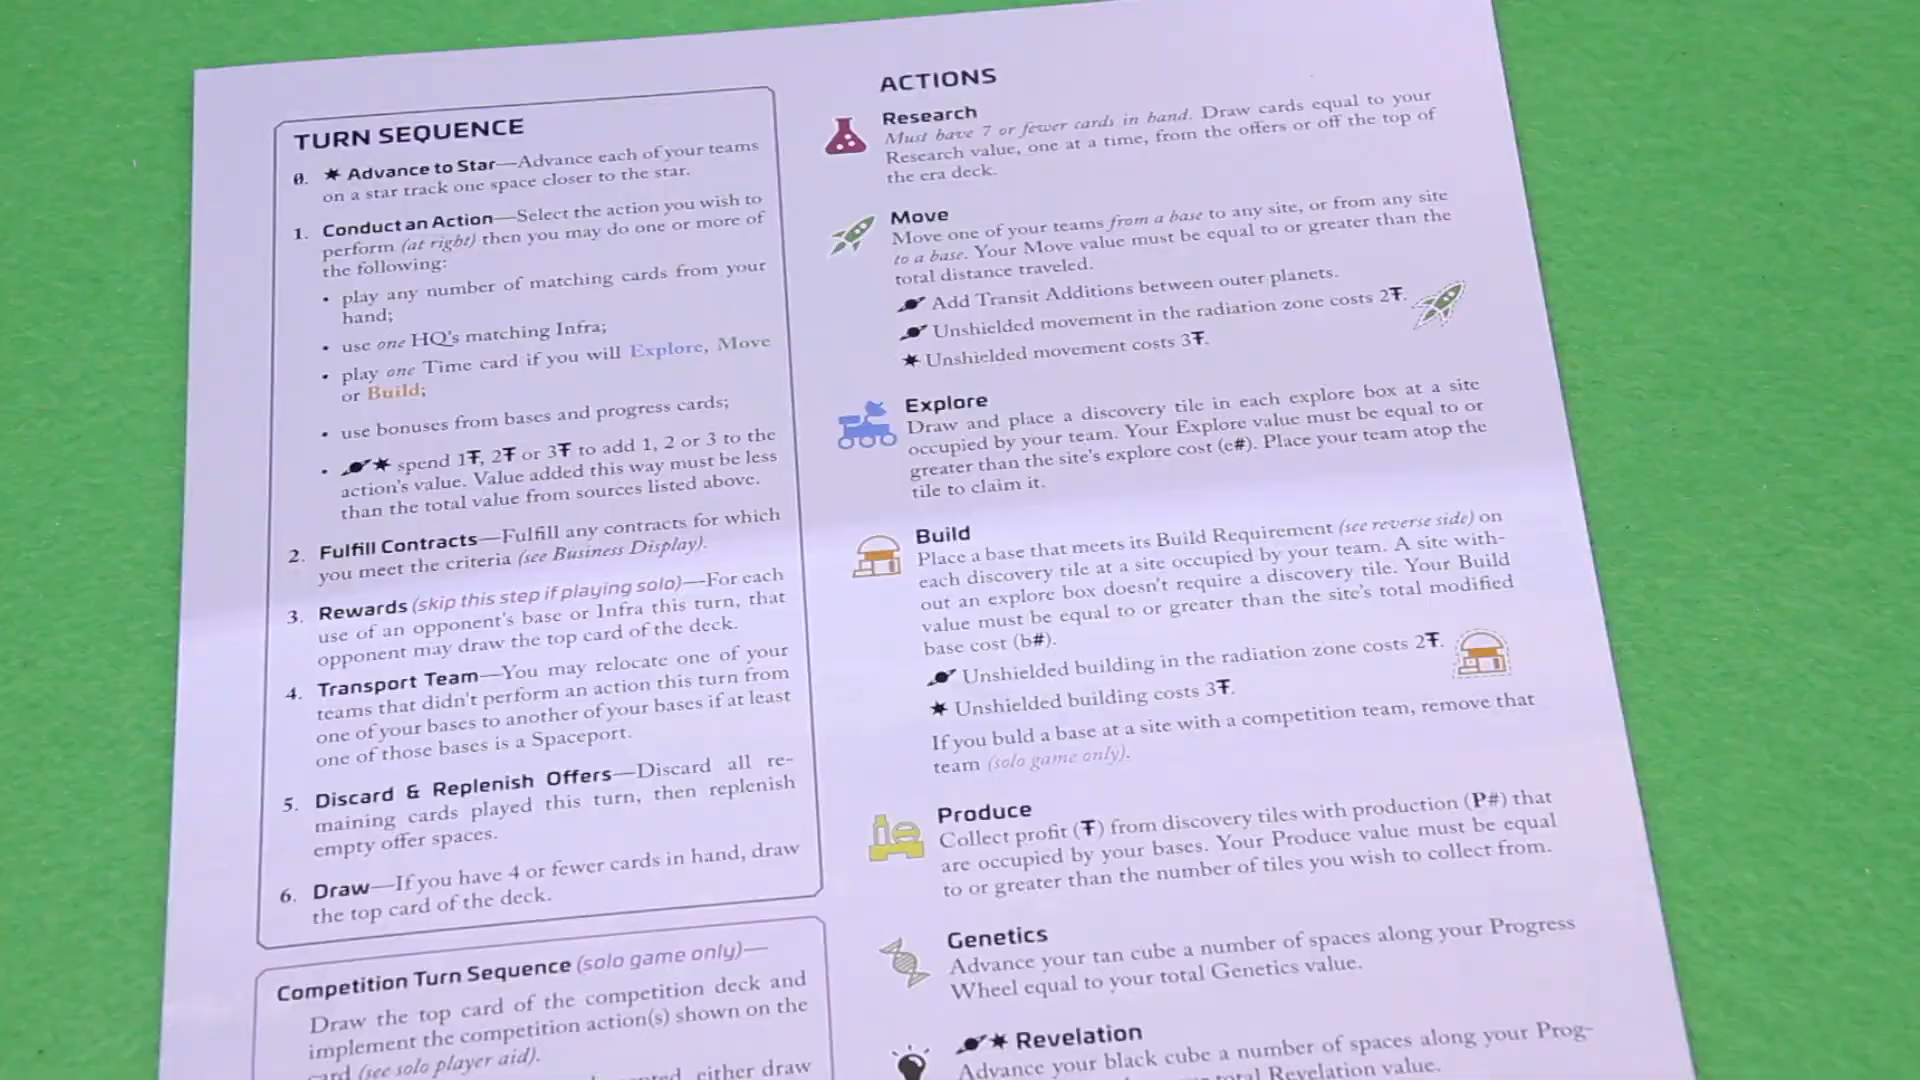 TURN SEQUENCE
0. ✶ Advance to Star—Advance each of your teams
on a star track one space closer to the star.
1. Conduct an Action—Select the action you wish to
perform (at right) then you may do one or more of
the following:
• play any number of matching cards from your
hand;
• use one HQ's matching Infra;
• play one Time card if you will Explore, Move
or Build;
• use bonuses from bases and progress cards;
• ✶ spend 1Ŧ, 2Ŧ or 3Ŧ to add 1, 2 or 3 to the
action's value. Value added this way must be less
than the total value from sources listed above.
2. Fulfill Contracts—Fulfill any contracts for which
you meet the criteria (see Business Display).
3. Rewards (skip this step if playing solo)—For each
use of an opponent's base or Infra this turn, that
opponent may draw the top card of the deck.
4. Transport Team—You may relocate one of your
teams that didn't perform an action this turn from
one of your bases to another of your bases if at least
one of those bases is a Spaceport.
5. Discard & Replenish Offers—Discard all re-
maining cards played this turn, then replenish
empty offer spaces.
6. Draw—If you have 4 or fewer cards in hand, draw
the top card of the deck.
Competition Turn Sequence (solo game only)—
Draw the top card of the competition deck and
implement the competition action(s) shown on the
card (see solo player aid).
either draw
ACTIONS
Research
Must have 7 or fewer cards in hand. Draw cards equal to your
Research value, one at a time, from the offers or off the top of
the era deck.
Move
Move one of your teams from a base to any site, or from any site
to a base. Your Move value must be equal to or greater than the
total distance traveled.
Add Transit Additions between outer planets.
Unshielded movement in the radiation zone costs 2Ŧ.
✶ Unshielded movement costs 3Ŧ.
Explore
Draw and place a discovery tile in each explore box at a site
occupied by your team. Your Explore value must be equal to or
greater than the site's explore cost (e#). Place your team atop the
tile to claim it.
Build
Place a base that meets its Build Requirement (see reverse side) on
each discovery tile at a site occupied by your team. A site with-
out an explore box doesn't require a discovery tile. Your Build
value must be equal to or greater than the site's total modified
base cost (b#).
Unshielded building in the radiation zone costs 2Ŧ.
✶ Unshielded building costs 3Ŧ.
If you buld a base at a site with a competition team, remove that
team (solo game only).
Produce
Collect profit (Ŧ) from discovery tiles with production (P#) that
are occupied by your bases. Your Produce value must be equal
to or greater than the number of tiles you wish to collect from.
Genetics
Advance your tan cube a number of spaces along your Progress
Wheel equal to your total Genetics value.
✶ Revelation
Advance your black cube a number of spaces along your Prog-
total Revelation value.